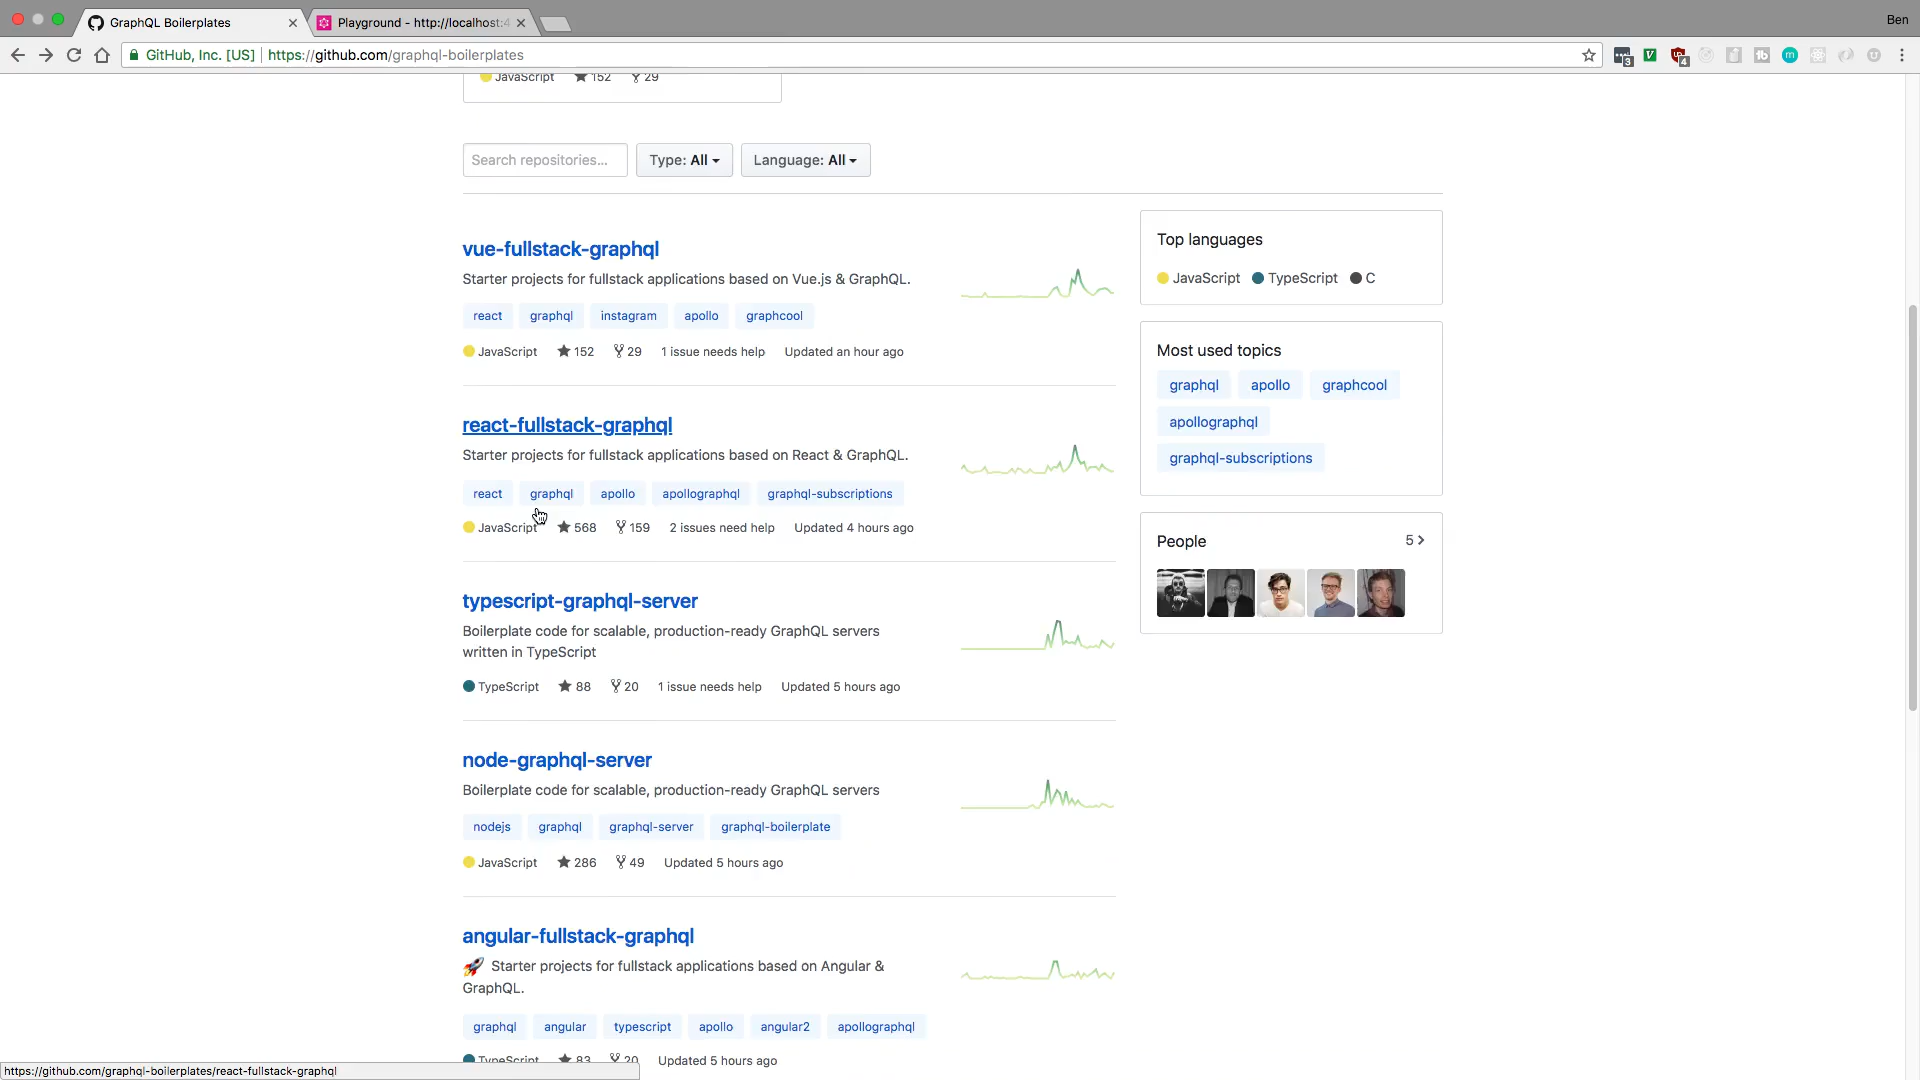 GraphQL Boilerplates
Playground - http://localhost:4
Ben
GitHub, Inc. [US]
https://github.com/graphql-boilerplates
3
4
JavaScript 152 29
Search repositories...
Type: All
Language: All
vue-fullstack-graphql
Starter projects for fullstack applications based on Vue.js & GraphQL.
react graphql instagram apollo graphcool
JavaScript 152 29 1 issue needs help Updated an hour ago
react-fullstack-graphql
Starter projects for fullstack applications based on React & GraphQL.
react graphql apollo apollographql graphql-subscriptions
JavaScript 568 159 2 issues need help Updated 4 hours ago
typescript-graphql-server
Boilerplate code for scalable, production-ready GraphQL servers
written in TypeScript
TypeScript 88 20 1 issue needs help Updated 5 hours ago
node-graphql-server
Boilerplate code for scalable, production-ready GraphQL servers
nodejs graphql graphql-server graphql-boilerplate
JavaScript 286 49 Updated 5 hours ago
angular-fullstack-graphql
🚀 Starter projects for fullstack applications based on Angular &
GraphQL.
graphql angular typescript apollo angular2 apollographql
TypeScript 83 20 Updated 5 hours ago
Top languages
JavaScript TypeScript C
Most used topics
graphql apollo graphcool
apollographql
graphql-subscriptions
People
5
https://github.com/graphql-boilerplates/react-fullstack-graphql